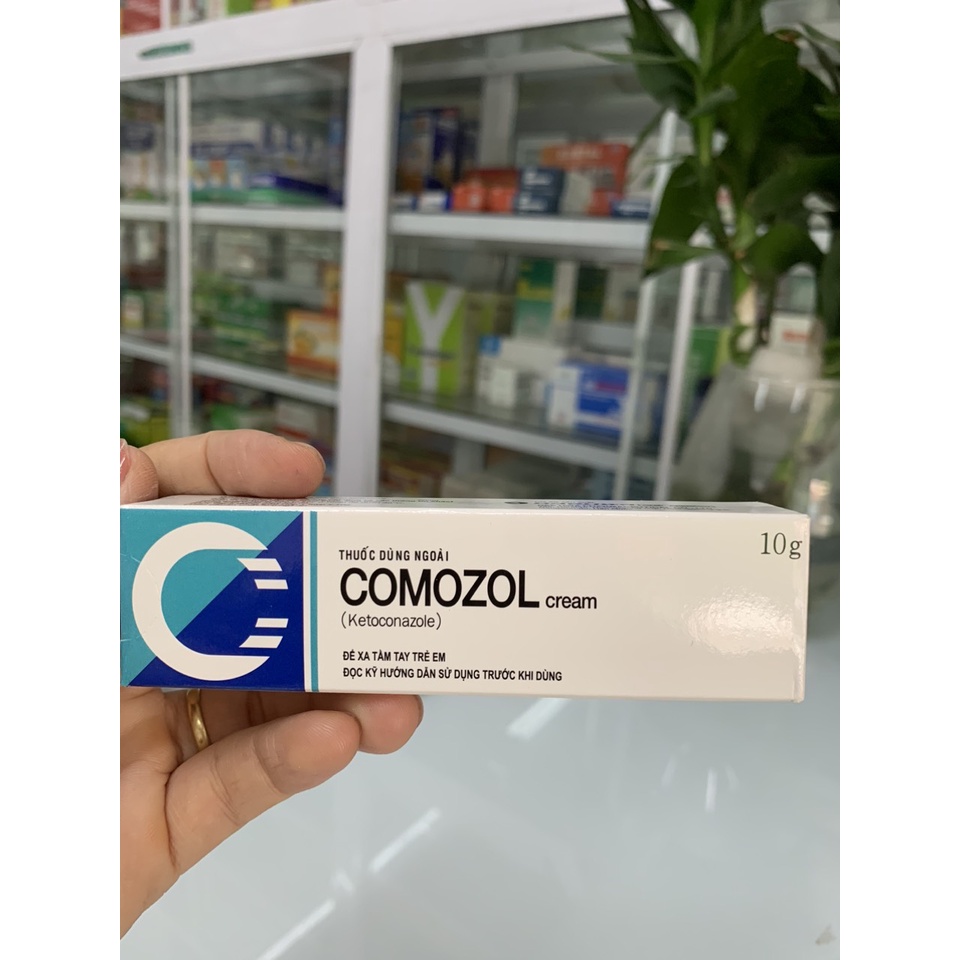 THUỐC DÙNG NGOÀI
COMOZOL cream
(Ketoconazole)
ĐỂ XA TẦM TAY TRẺ EM
ĐỌC KỸ HƯỚNG DẪN SỬ DỤNG TRƯỚC KHI DÙNG
10g